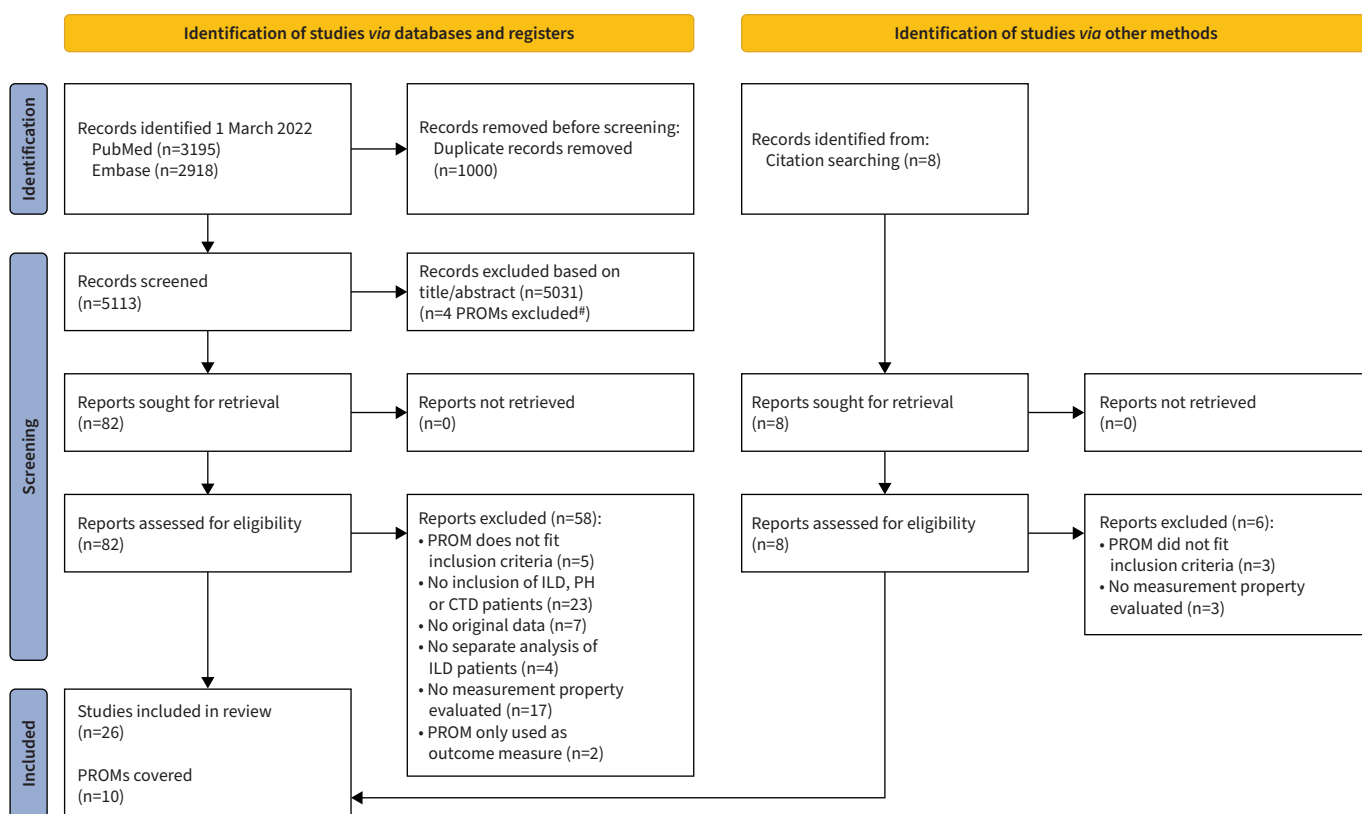 Identification of studies via databases and registers
Identification of studies via other methods
Identification
Records identified 1 March 2022
PubMed (n=3195)
Embase (n=2918)
Records removed before screening:
Duplicate records removed
(n=1000)
Records identified from:
Citation searching (n=8)
Screening
Records screened
(n=5113)
Records excluded based on
title/abstract (n=5031)
(n=4 PROMs excluded#)
Reports sought for retrieval
(n=82)
Reports not retrieved
(n=0)
Reports sought for retrieval
(n=8)
Reports not retrieved
(n=0)
Reports assessed for eligibility
(n=82)
Reports excluded (n=58):
• PROM does not fit
inclusion criteria (n=5)
• No inclusion of ILD, PH
or CTD patients (n=23)
• No original data (n=7)
• No separate analysis of
ILD patients (n=4)
• No measurement property
evaluated (n=17)
• PROM only used as
outcome measure (n=2)
Reports assessed for eligibility
(n=8)
Reports excluded (n=6):
• PROM did not fit
inclusion criteria (n=3)
• No measurement property
evaluated (n=3)
Included
Studies included in review
(n=26)
PROMs covered
(n=10)